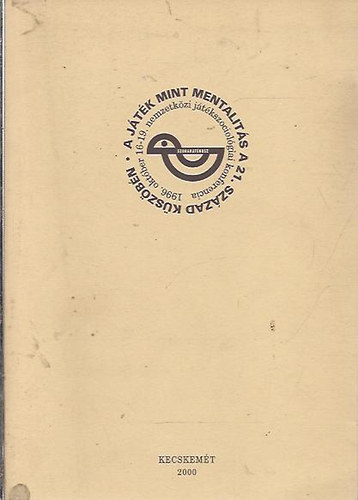 A JÁTÉK MINT MENTALITÁS A 21. SZÁZAD KÜSZÖBÉN •
1996. október 16-19. nemzetközi játékszociológiai konferencia
KECSKEMÉT
2000